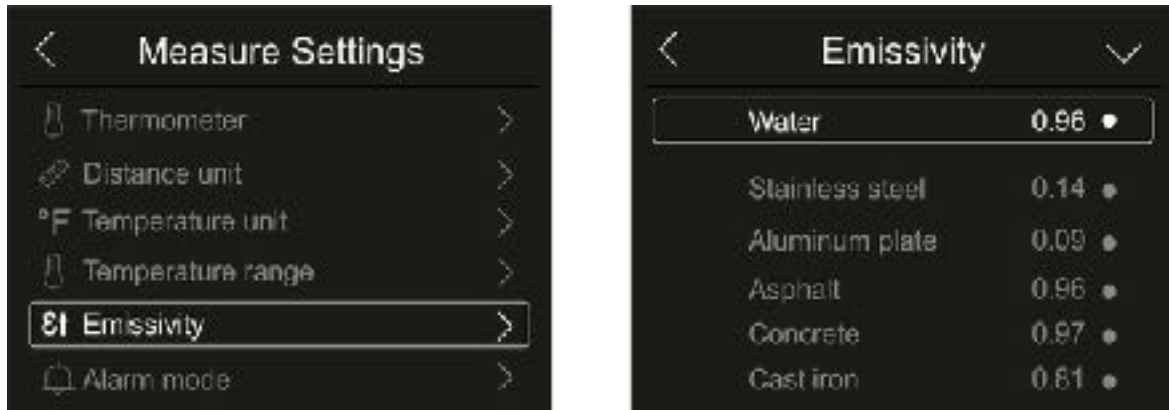 Measure Settings
Thermometer
Distance unit
°F Temperature unit
Temperature range
Emissivity
Alarm mode
Emissivity
Water 0.96
Stainless steel 0.14
Aluminum plate 0.09
Asphalt 0.96
Concrete 0.97
Cast iron 0.81